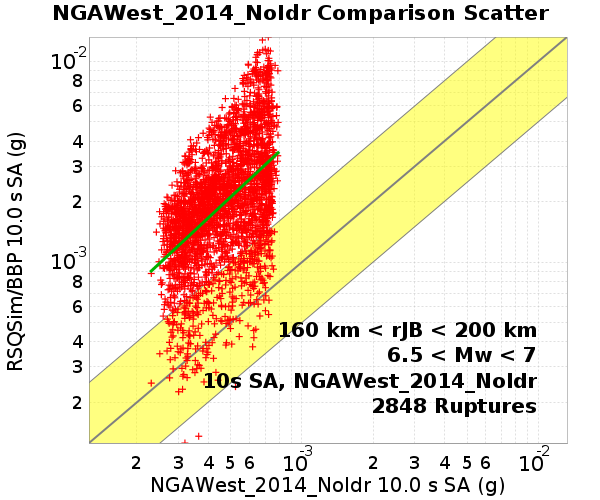 NGAWest_2014_NoIdr Comparison Scatter
10-2
8
6
4
3
2
10-3
8
6
4
3
2
RSQSim/BBP 10.0 s SA (g)
160 km < rJB < 200 km
6.5 < Mw < 7
10s SA, NGAWest_2014_NoIdr
2848 Ruptures
2 3 4 5 6 10-3 2 3 4 5 6 10-2
NGAWest_2014_NoIdr 10.0 s SA (g)